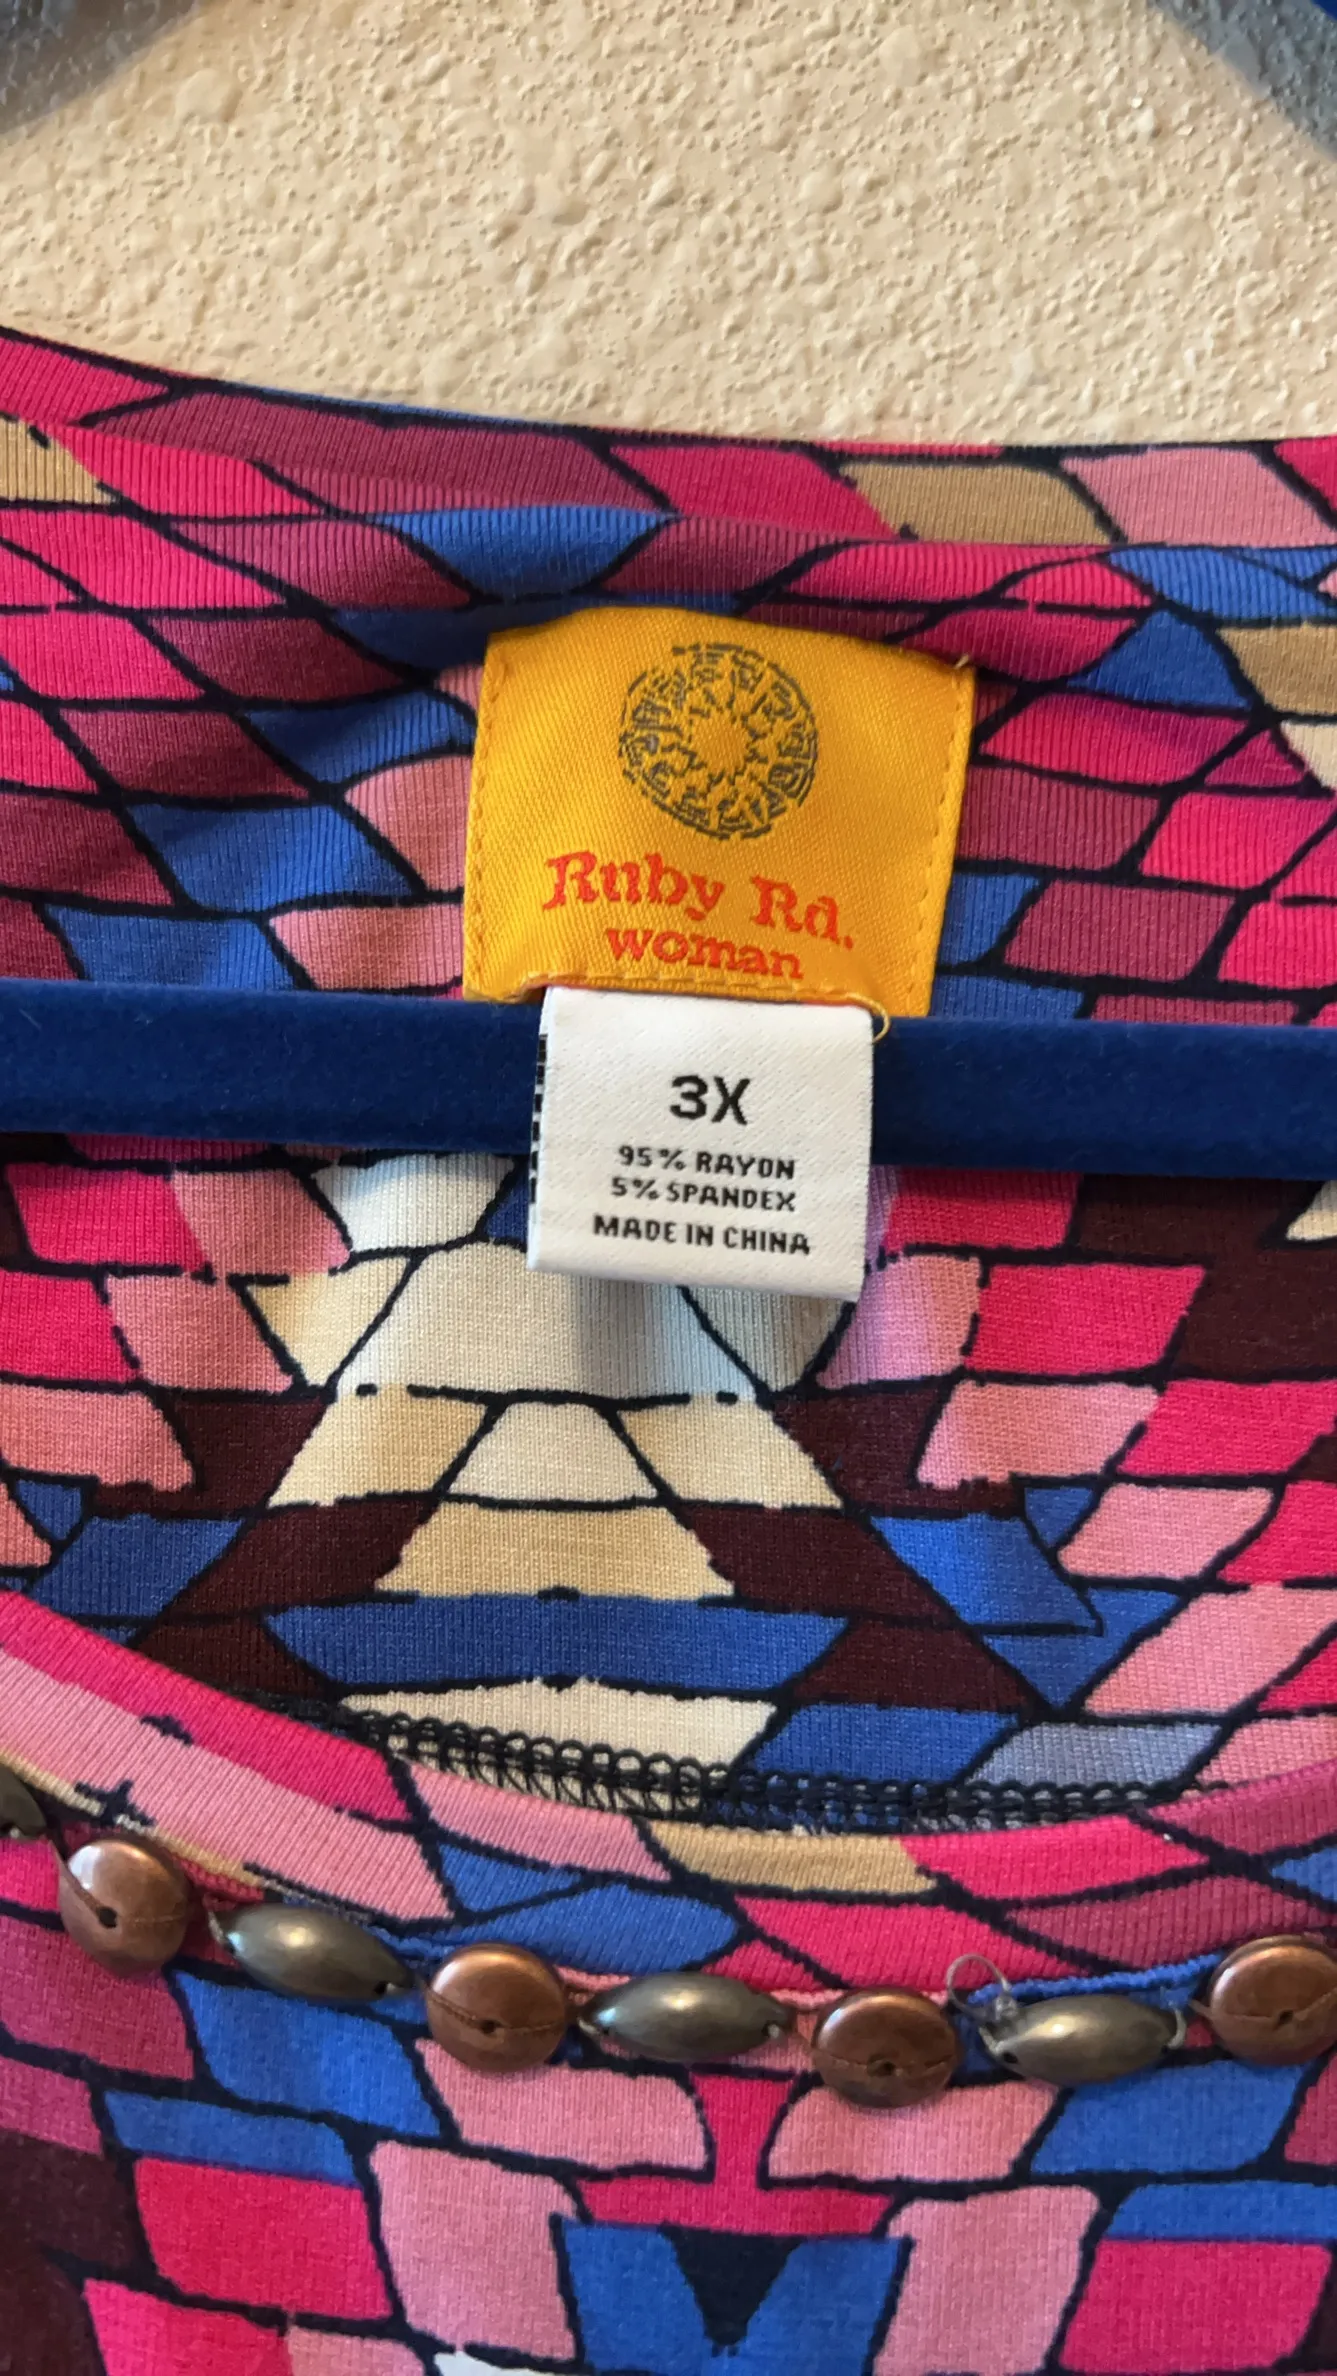 Ruby Rd.
woman
3X
95% RAYON
5% SPANDEX
MADE IN CHINA